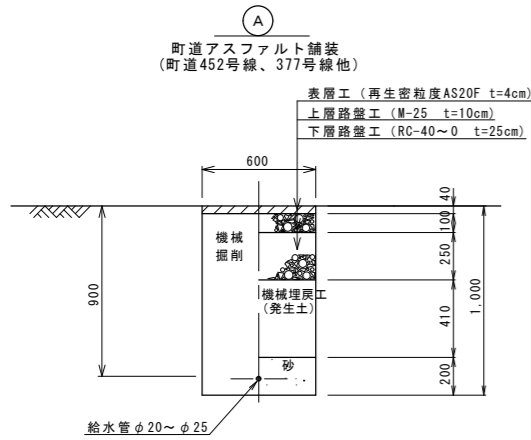 A
町道アスファルト舗装
(町道452号線、377号線他)
表層工 (再生密粒度AS20F t=4cm)
上層路盤工 (M-25 t=10cm)
下層路盤工 (RC-40～0 t=25cm)
600
40
100
機械
掘削
900
250
機械埋戻工
(発生土)
410
1,000
砂
200
給水管φ20～φ25